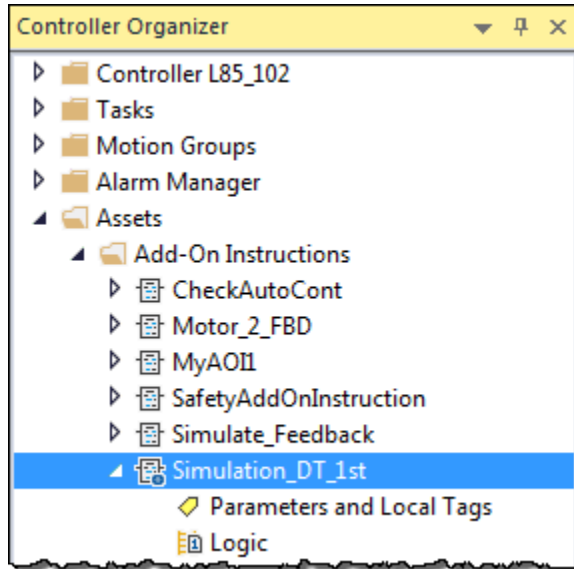 Controller Organizer
Controller L85_102
Tasks
Motion Groups
Alarm Manager
Assets
Add-On Instructions
CheckAutoCont
Motor_2_FBD
MyAOI1
SafetyAddOnInstruction
Simulate_Feedback
Simulation_DT_1st
Parameters and Local Tags
Logic